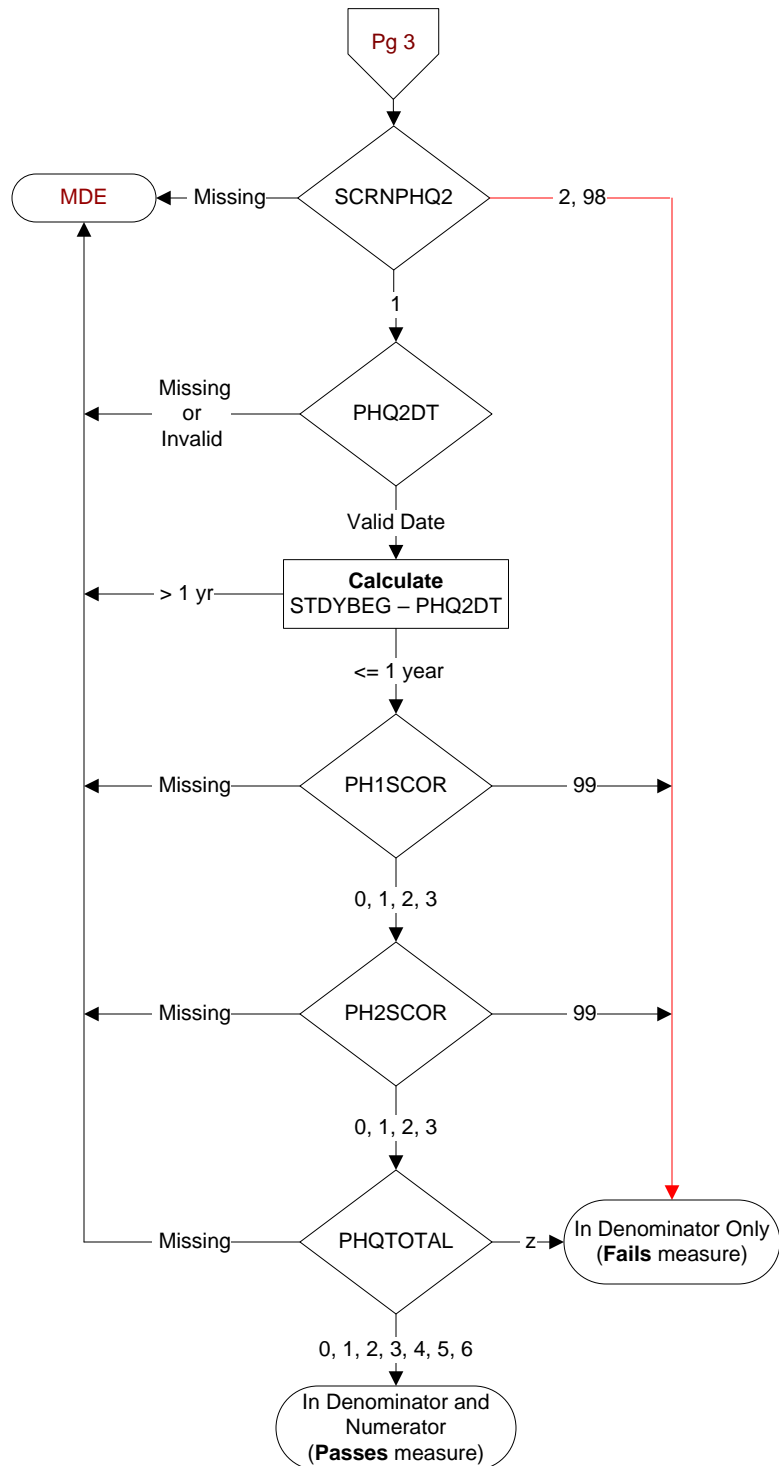 Pg 3
SCRNPHQ2
MDE
Missing
2, 98
1
PHQ2DT
Missing
or
Invalid
Valid Date
Calculate
STDYBEG – PHQ2DT
> 1 yr
<= 1 year
PH1SCOR
Missing
99
0, 1, 2, 3
PH2SCOR
Missing
99
0, 1, 2, 3
PHQTOTAL
Missing
z
In Denominator Only
(Fails measure)
0, 1, 2, 3, 4, 5, 6
In Denominator and
Numerator
(Passes measure)